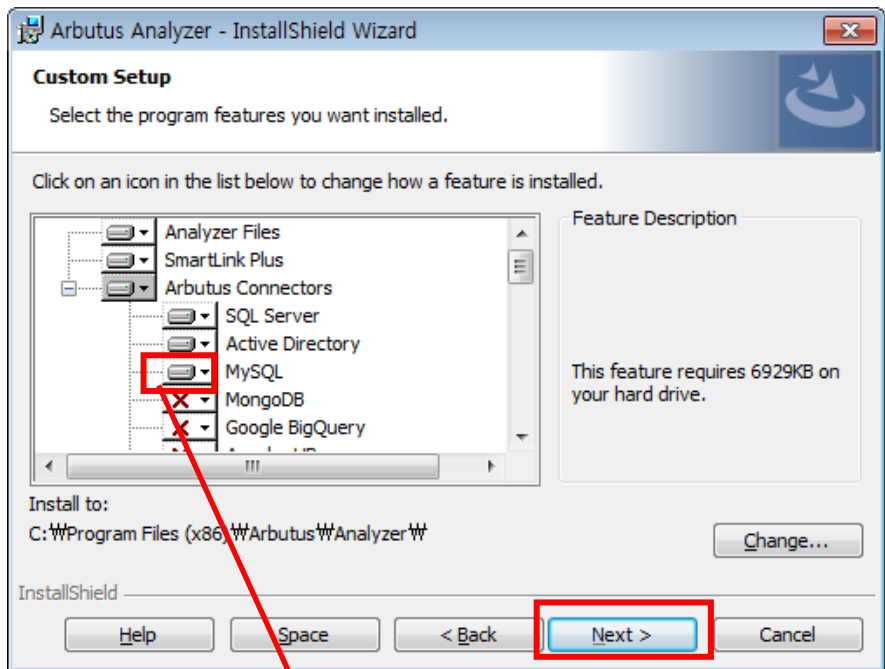 Arbutus Analyzer - InstallShield Wizard
Custom Setup
Select the program features you want installed.
Click on an icon in the list below to change how a feature is installed.
Analyzer Files
SmartLink Plus
Arbutus Connectors
SQL Server
Active Directory
MySQL
MongoDB
Google BigQuery
Feature Description
This feature requires 6929KB on
your hard drive.
Install to:
C:₩Program Files (x86)₩Arbutus₩Analyzer₩
Change...
InstallShield
Help
Space
< Back
Next >
Cancel